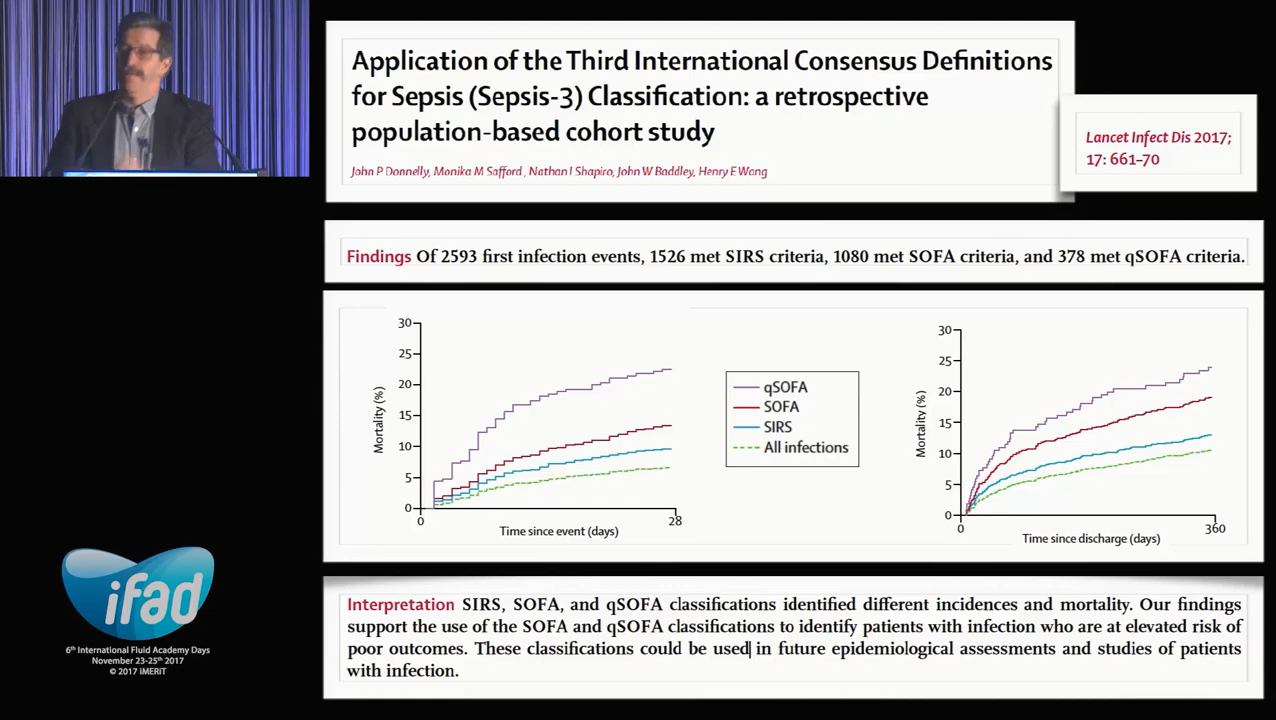 Application of the Third International Consensus Definitions
for Sepsis (Sepsis-3) Classification: a retrospective
population-based cohort study
John P Donnelly, Monika M Safford, Nathan I Shapiro, John W Baddley, Henry E Wang
Lancet Infect Dis 2017;
17: 661–70
Findings Of 2593 first infection events, 1526 met SIRS criteria, 1080 met SOFA criteria, and 378 met qSOFA criteria.
30
25
20
15
10
5
0
Mortality (%)
0
28
Time since event (days)
qSOFA
SOFA
SIRS
All infections
30
25
20
15
10
5
0
Mortality (%)
0
360
Time since discharge (days)
ifad
6th International Fluid Academy Days
November 23-25th 2017
© 2017 iMERiT
Interpretation SIRS, SOFA, and qSOFA classifications identified different incidences and mortality. Our findings
support the use of the SOFA and qSOFA classifications to identify patients with infection who are at elevated risk of
poor outcomes. These classifications could be used in future epidemiological assessments and studies of patients
with infection.